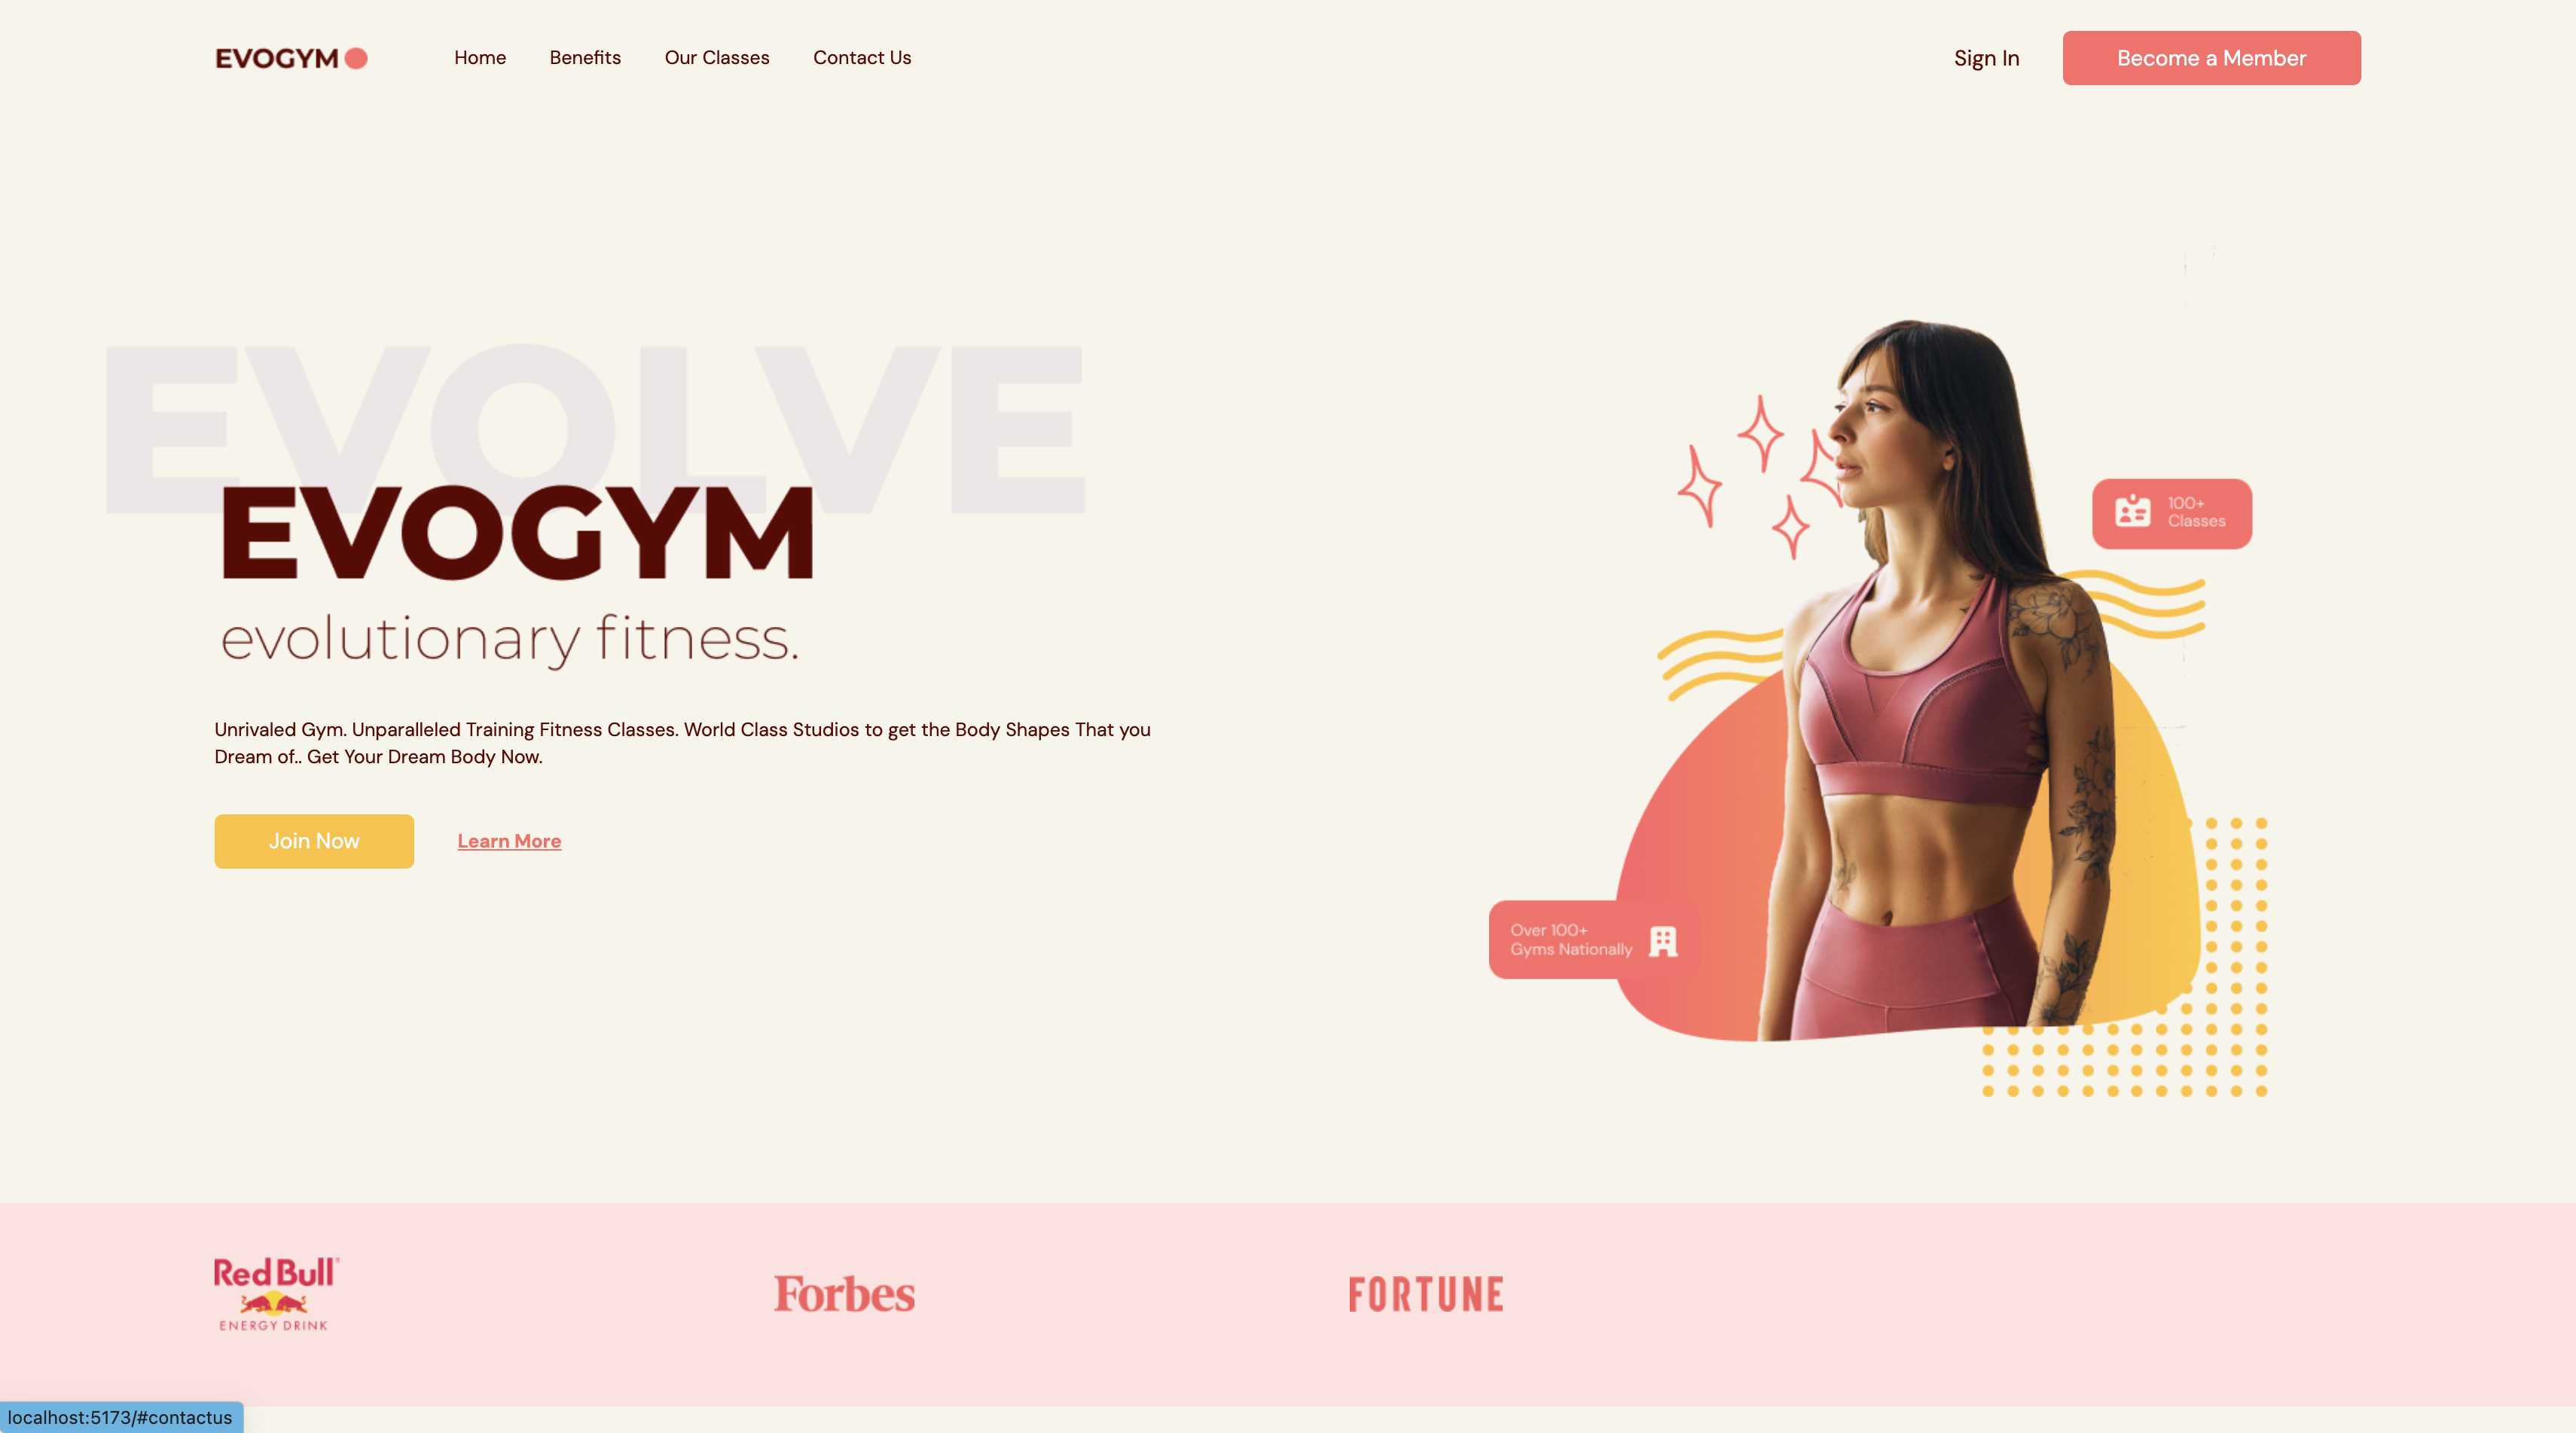 EVOGYM
Home
Benefits
Our Classes
Contact Us
Sign In
Become a Member
EVOLVE
EVOGYM
evolutionary fitness.
Unrivaled Gym. Unparalleled Training Fitness Classes. World Class Studios to get the Body Shapes That you
Dream of.. Get Your Dream Body Now.
Join Now
Learn More
100+
Classes
Over 100+
Gyms Nationally
Red Bull
ENERGY DRINK
Forbes
FORTUNE
localhost:5173/#contactus